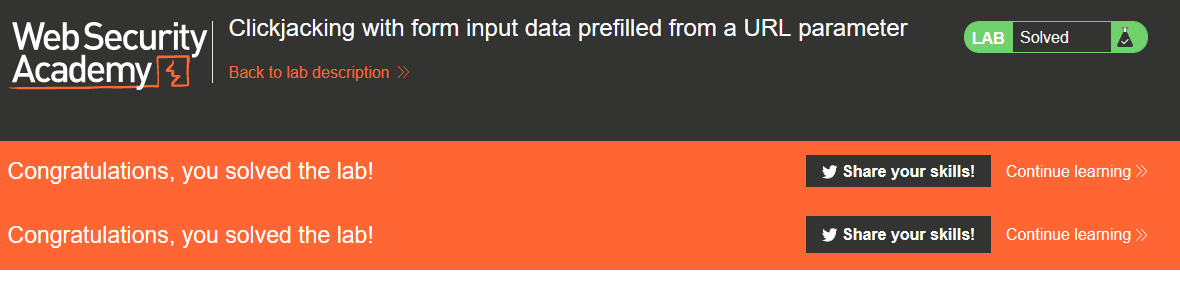 Web Security
Academy
Clickjacking with form input data prefilled from a URL parameter
Back to lab description
LAB Solved
Congratulations, you solved the lab!
Share your skills!
Continue learning
Congratulations, you solved the lab!
Share your skills!
Continue learning